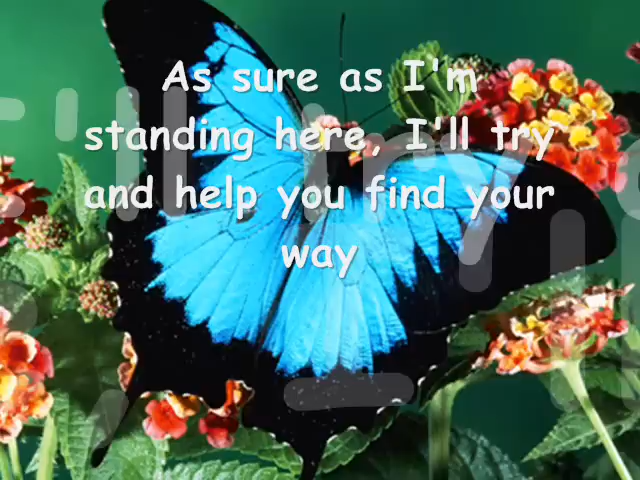 As sure as I'm
standing here, I'll try
and help you find your
way